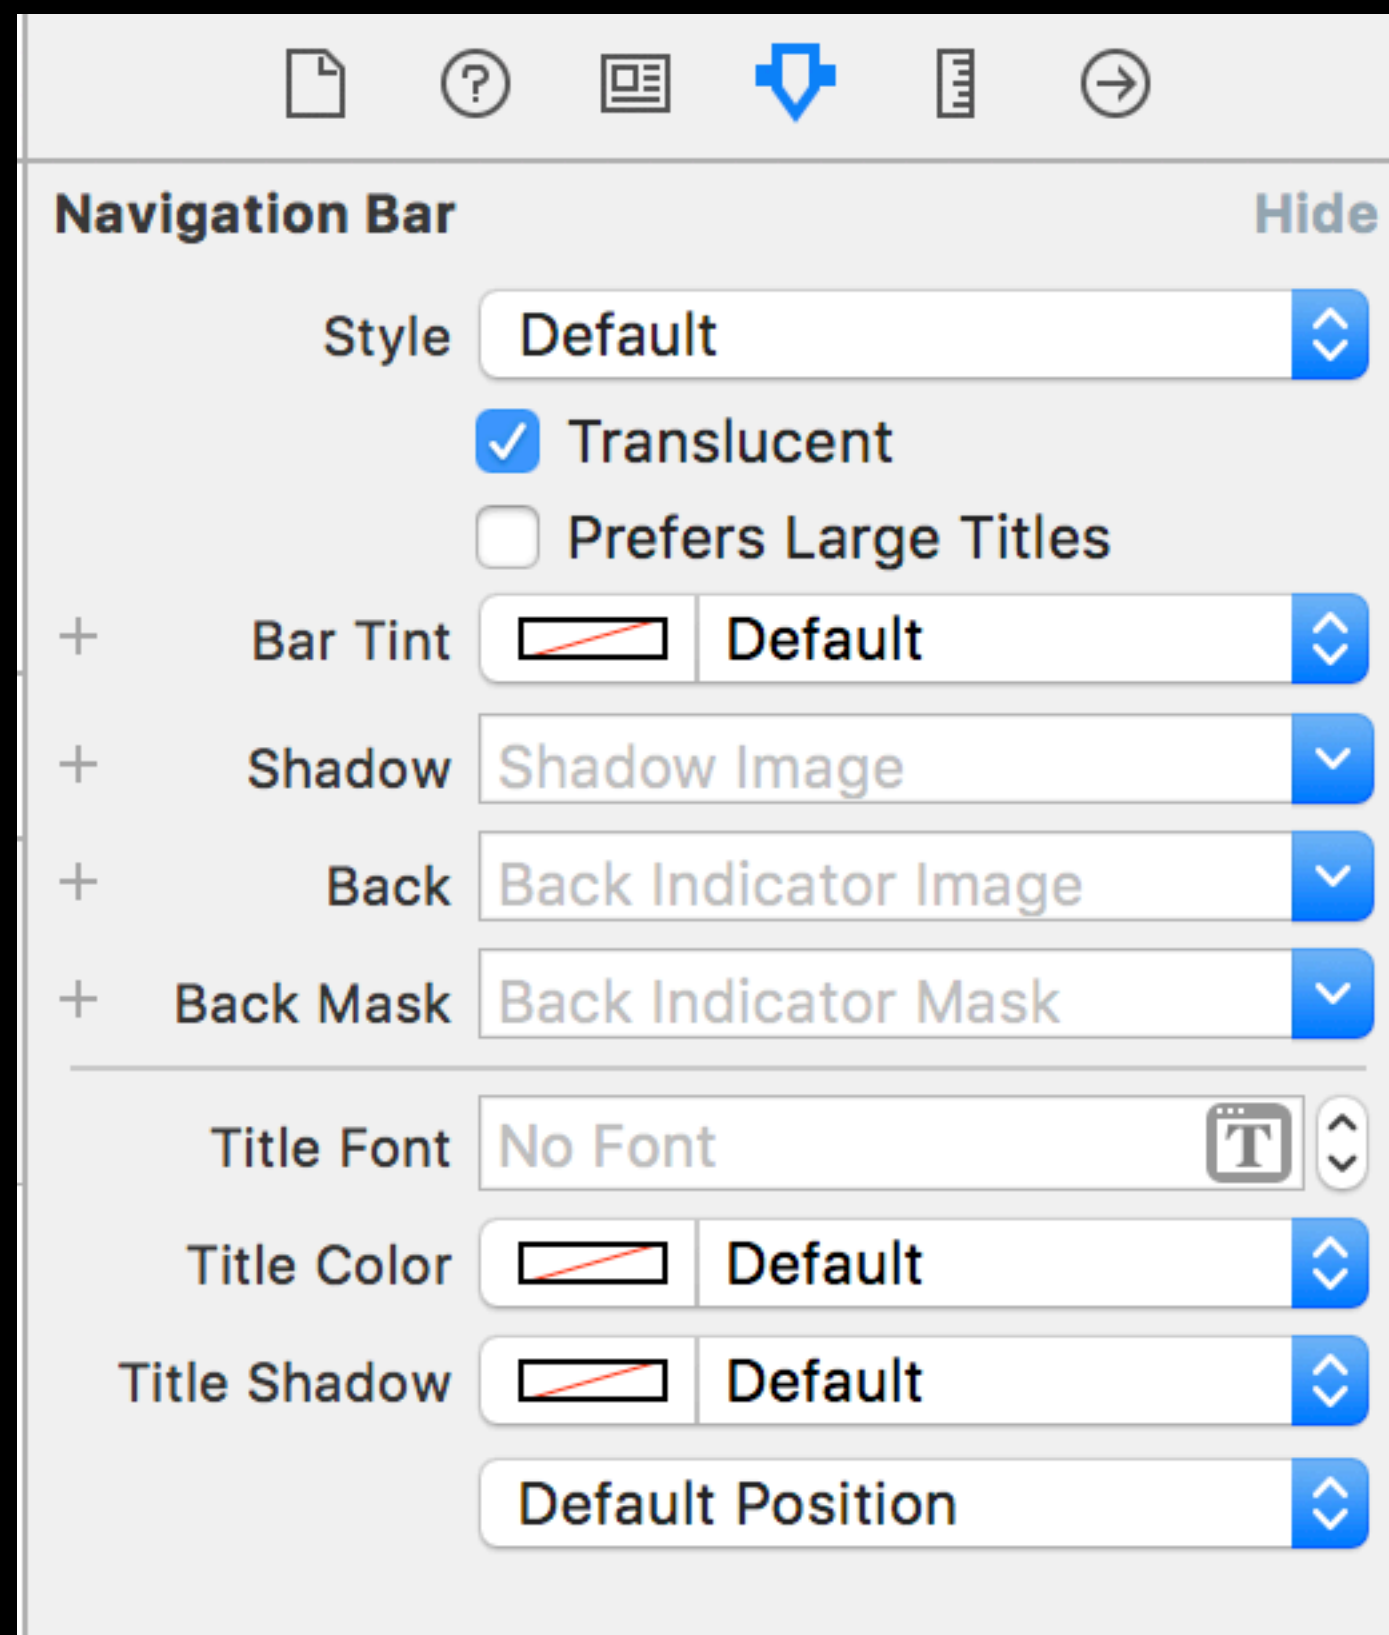 Navigation Bar Hide
Style Default
Translucent
Prefers Large Titles
+ Bar Tint Default
+ Shadow Shadow Image
+ Back Back Indicator Image
+ Back Mask Back Indicator Mask
Title Font No Font T
Title Color Default
Title Shadow Default
Default Position